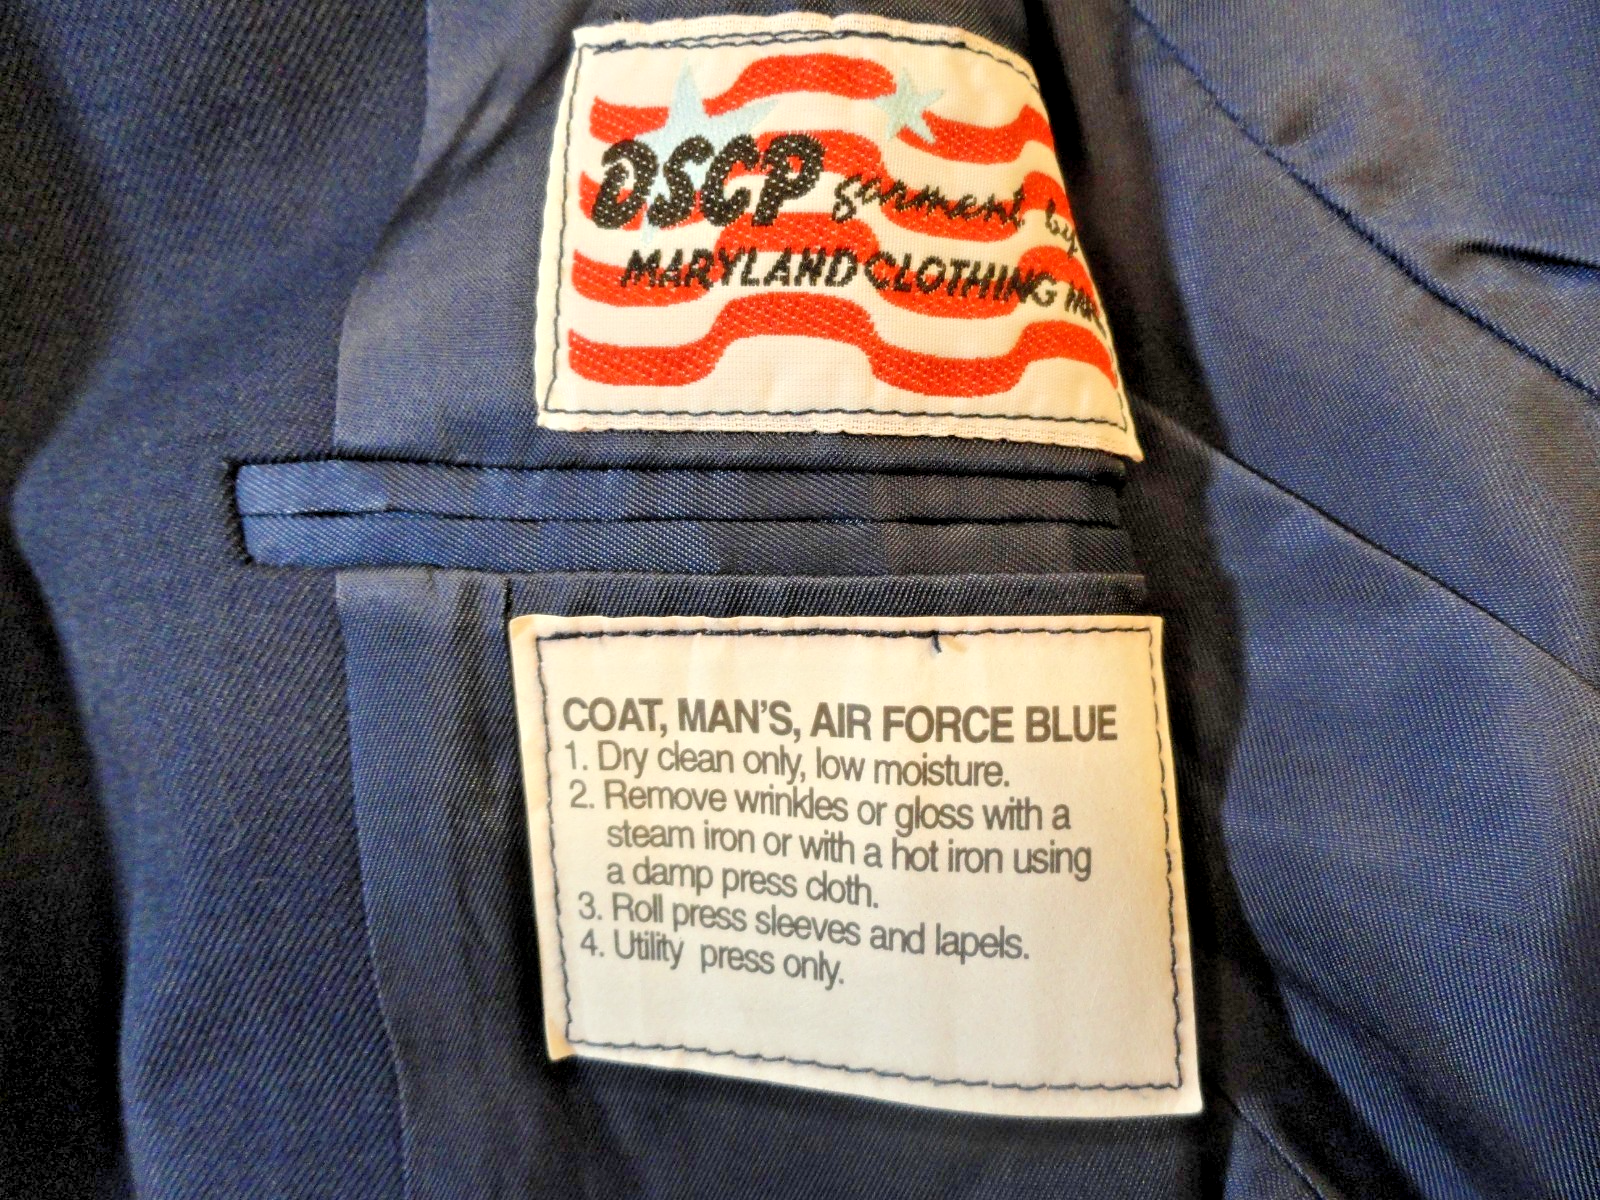 DSCP garment by
MARYLAND CLOTHING
COAT, MAN'S, AIR FORCE BLUE
1. Dry clean only, low moisture.
2. Remove wrinkles or gloss with a
steam iron or with a hot iron using
a damp press cloth.
3. Roll press sleeves and lapels.
4. Utility press only.